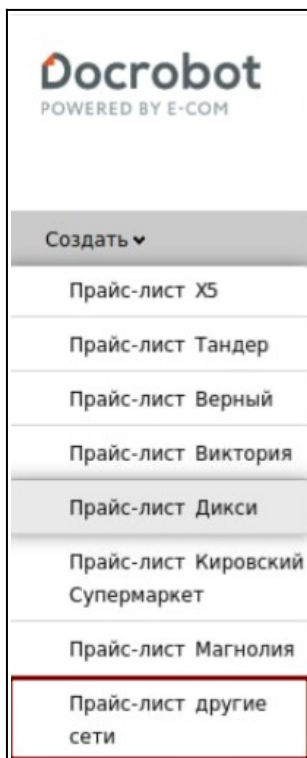 Docrobot
POWERED BY E-COM
Создать
Прайс-лист X5
Прайс-лист Тандер
Прайс-лист Верный
Прайс-лист Виктория
Прайс-лист Дикси
Прайс-лист Кировский
Супермаркет
Прайс-лист Магнолия
Прайс-лист другие
сети